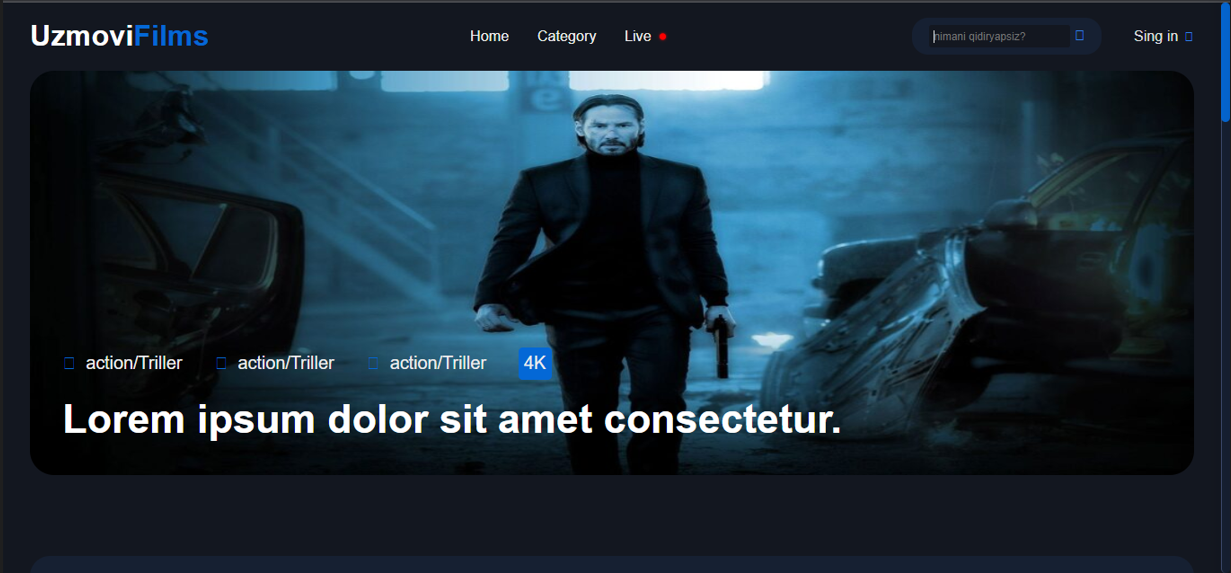 UzmoviFilms
Home Category Live
nimani qidiryapsiz?
Sing in
e
action/Triller action/Triller action/Triller 4K
Lorem ipsum dolor sit amet consectetur.